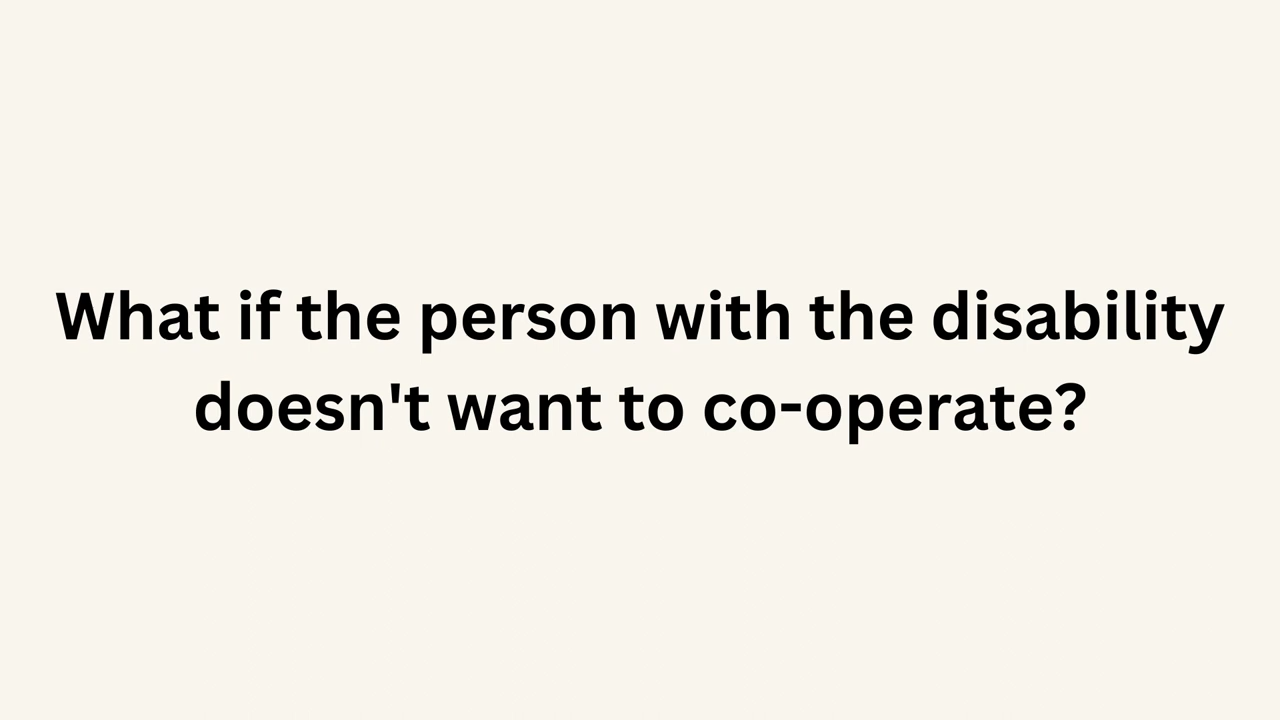 What if the person with the disability
doesn't want to co-operate?